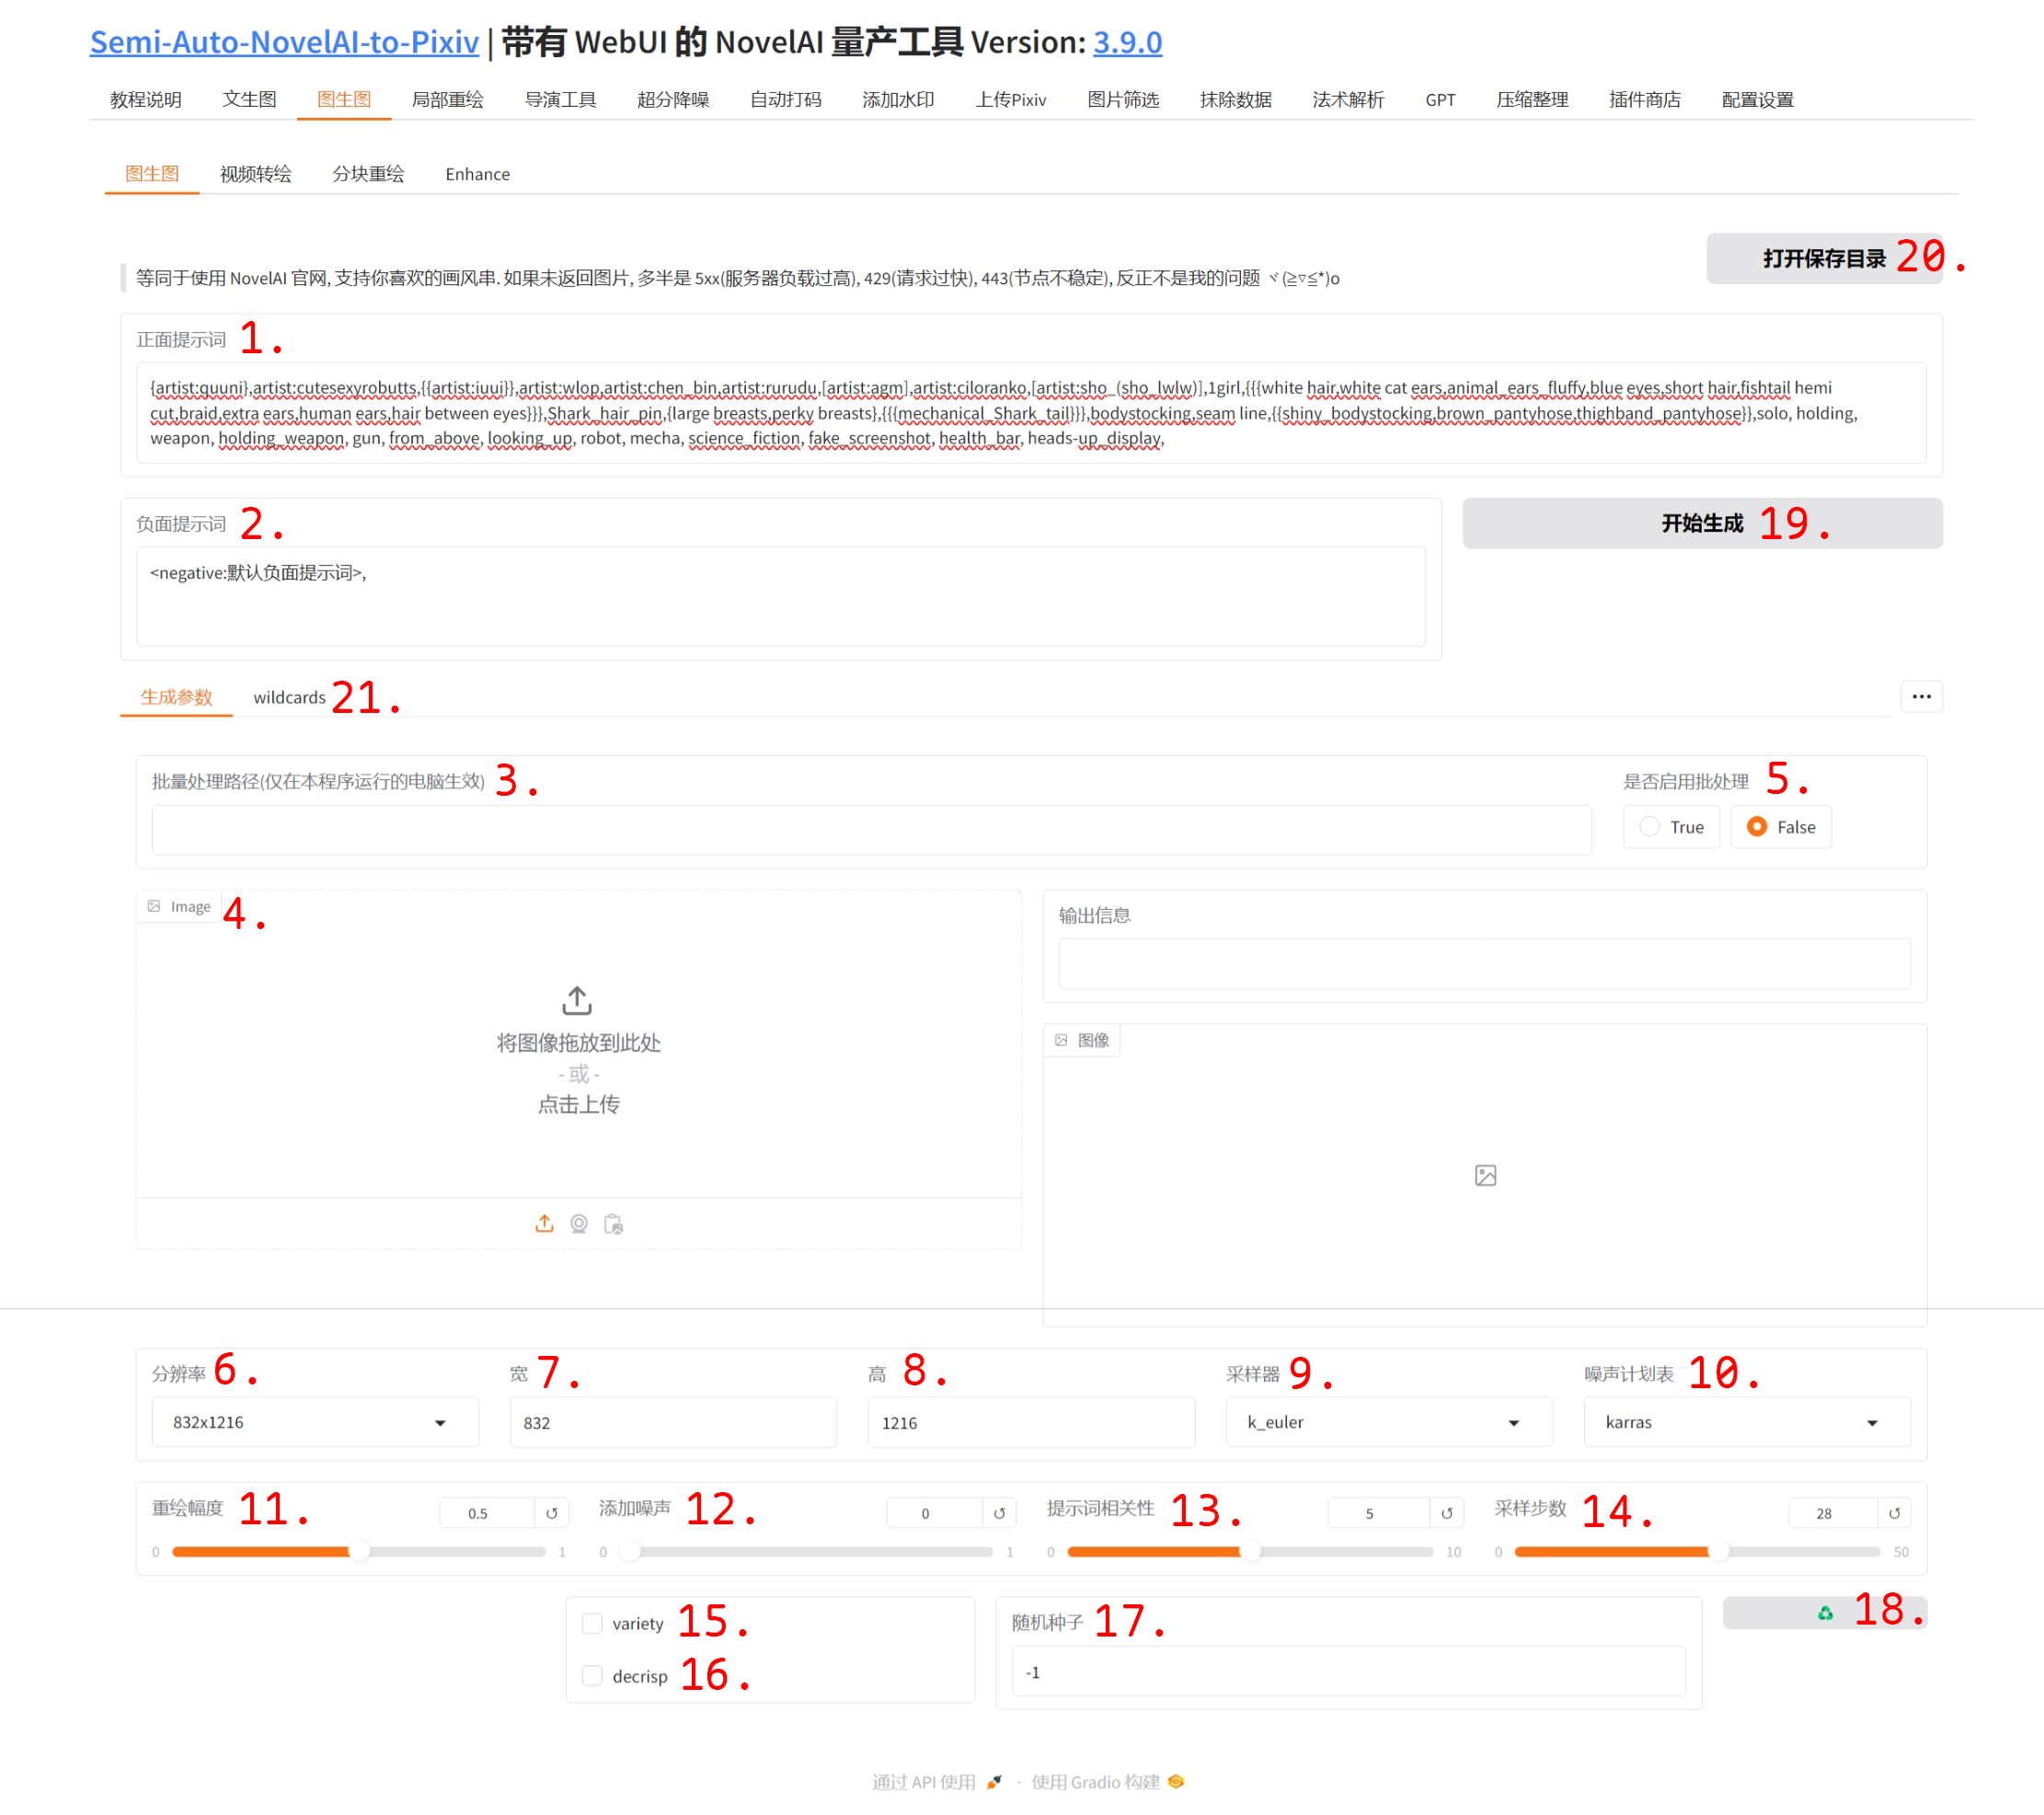 Semi-Auto-NovelAI-to-Pixiv | 带有 WebUI 的 NovelAI 量产工具 Version: 3.9.0
教程说明 文生图 图生图 局部重绘 导演工具 超分降噪 自动打码 添加水印 上传Pixiv 图片筛选 抹除数据 法术解析 GPT 压缩整理 插件商店 配置设置
图生图 视频转绘 分块重绘 Enhance
打开保存目录 20.
等同于使用 NovelAI 官网, 支持你喜欢的画风串. 如果未返回图片, 多半是 5xx(服务器负载过高), 429(请求过快), 443(节点不稳定), 反正不是我的问题 ヾ(≧▽≦*)o
正面提示词 1.
{artist:quuni},artist:cutesexyrobutts,{{artist:iuui}},artist:wlop,artist:chen_bin,artist:rurudu,[artist:agm],artist:ciloranko,[artist:sho_(sho_lwlw)],1girl,{{{white hair,white cat ears,animal_ears_fluffy,blue eyes,short hair,fishtail hemi
cut,braid,extra ears,human ears,hair between eyes}}},Shark_hair_pin,{large breasts,perky breasts},{{{mechanical_Shark_tail}}},bodystocking,seam line,{{shiny_bodystocking,brown_pantyhose,thighband_pantyhose}},solo, holding,
weapon, holding_weapon, gun, from_above, looking_up, robot, mecha, science_fiction, fake_screenshot, health_bar, heads-up_display,
负面提示词 2.
开始生成 19.
<negative:默认负面提示词>,
生成参数 wildcards 21.
...
批量处理路径(仅在本程序运行的电脑生效) 3.
是否启用批处理 5.
True False
Image 4.
输出信息
将图像拖放到此处
- 或 -
点击上传
图像
分辨率 6. 宽 7. 高 8. 采样器 9. 噪声计划表 10.
832x1216 832 1216 k_euler karras
重绘幅度 11. 0.5 ↺ 添加噪声 12. 0 ↺ 提示词相关性 13. 5 ↺ 采样步数 14. 28 ↺
0 1 0 1 0 10 0 50
variety 15.
随机种子 17.
♻ 18.
decrisp 16.
-1
通过 API 使用 🚀 · 使用 Gradio 构建